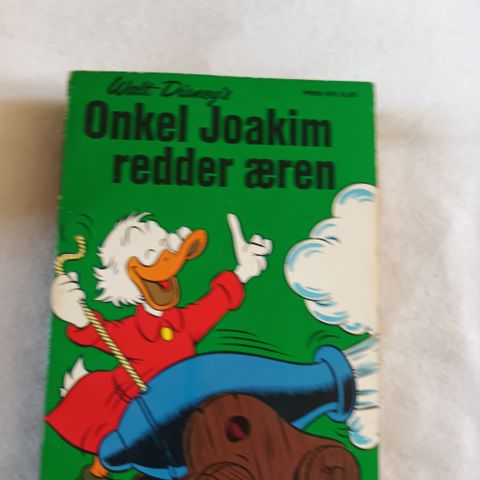 Walt Disney's
Onkel Joakim
redder æren